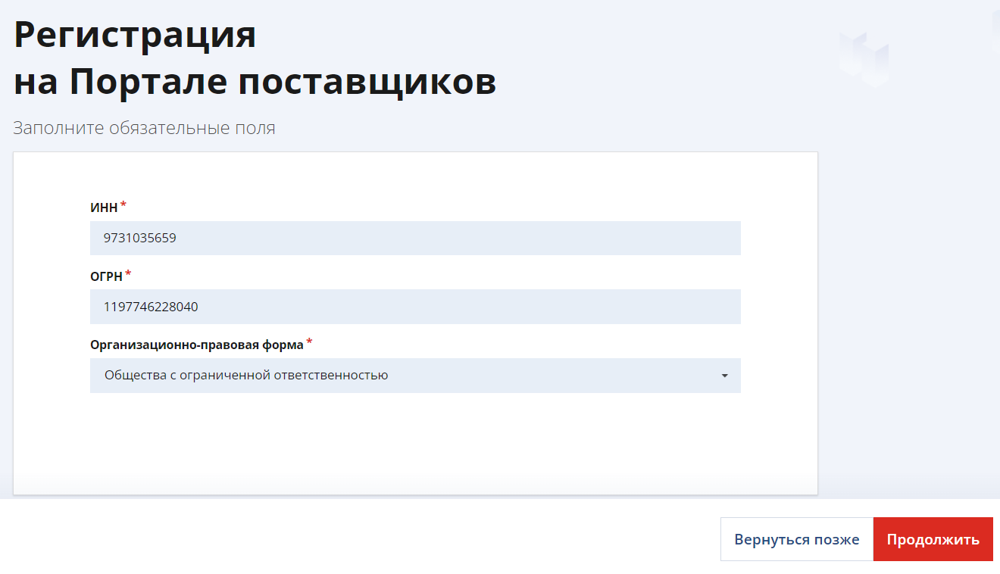 Регистрация
на Портале поставщиков
Заполните обязательные поля
ИНН *
9731035659
ОГРН *
1197746228040
Организационно-правовая форма *
Общества с ограниченной ответственностью
Вернуться позже
Продолжить